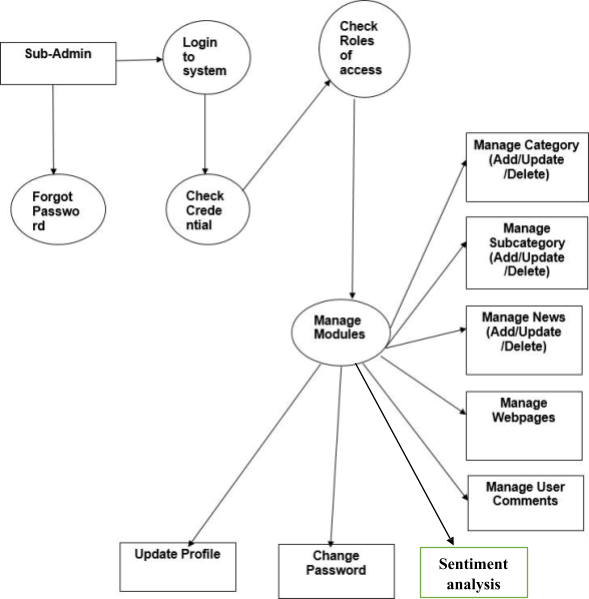 Sub-Admin
Login
to
system
Check
Roles
of
access
Forgot
Passwo
rd
Check
Crede
ntial
Manage Category
(Add/Update
/Delete)
Manage
Subcategory
(Add/Update
/Delete)
Manage News
(Add/Update
/Delete)
Manage
Modules
Manage
Webpages
Manage User
Comments
Update Profile
Change
Password
Sentiment
analysis